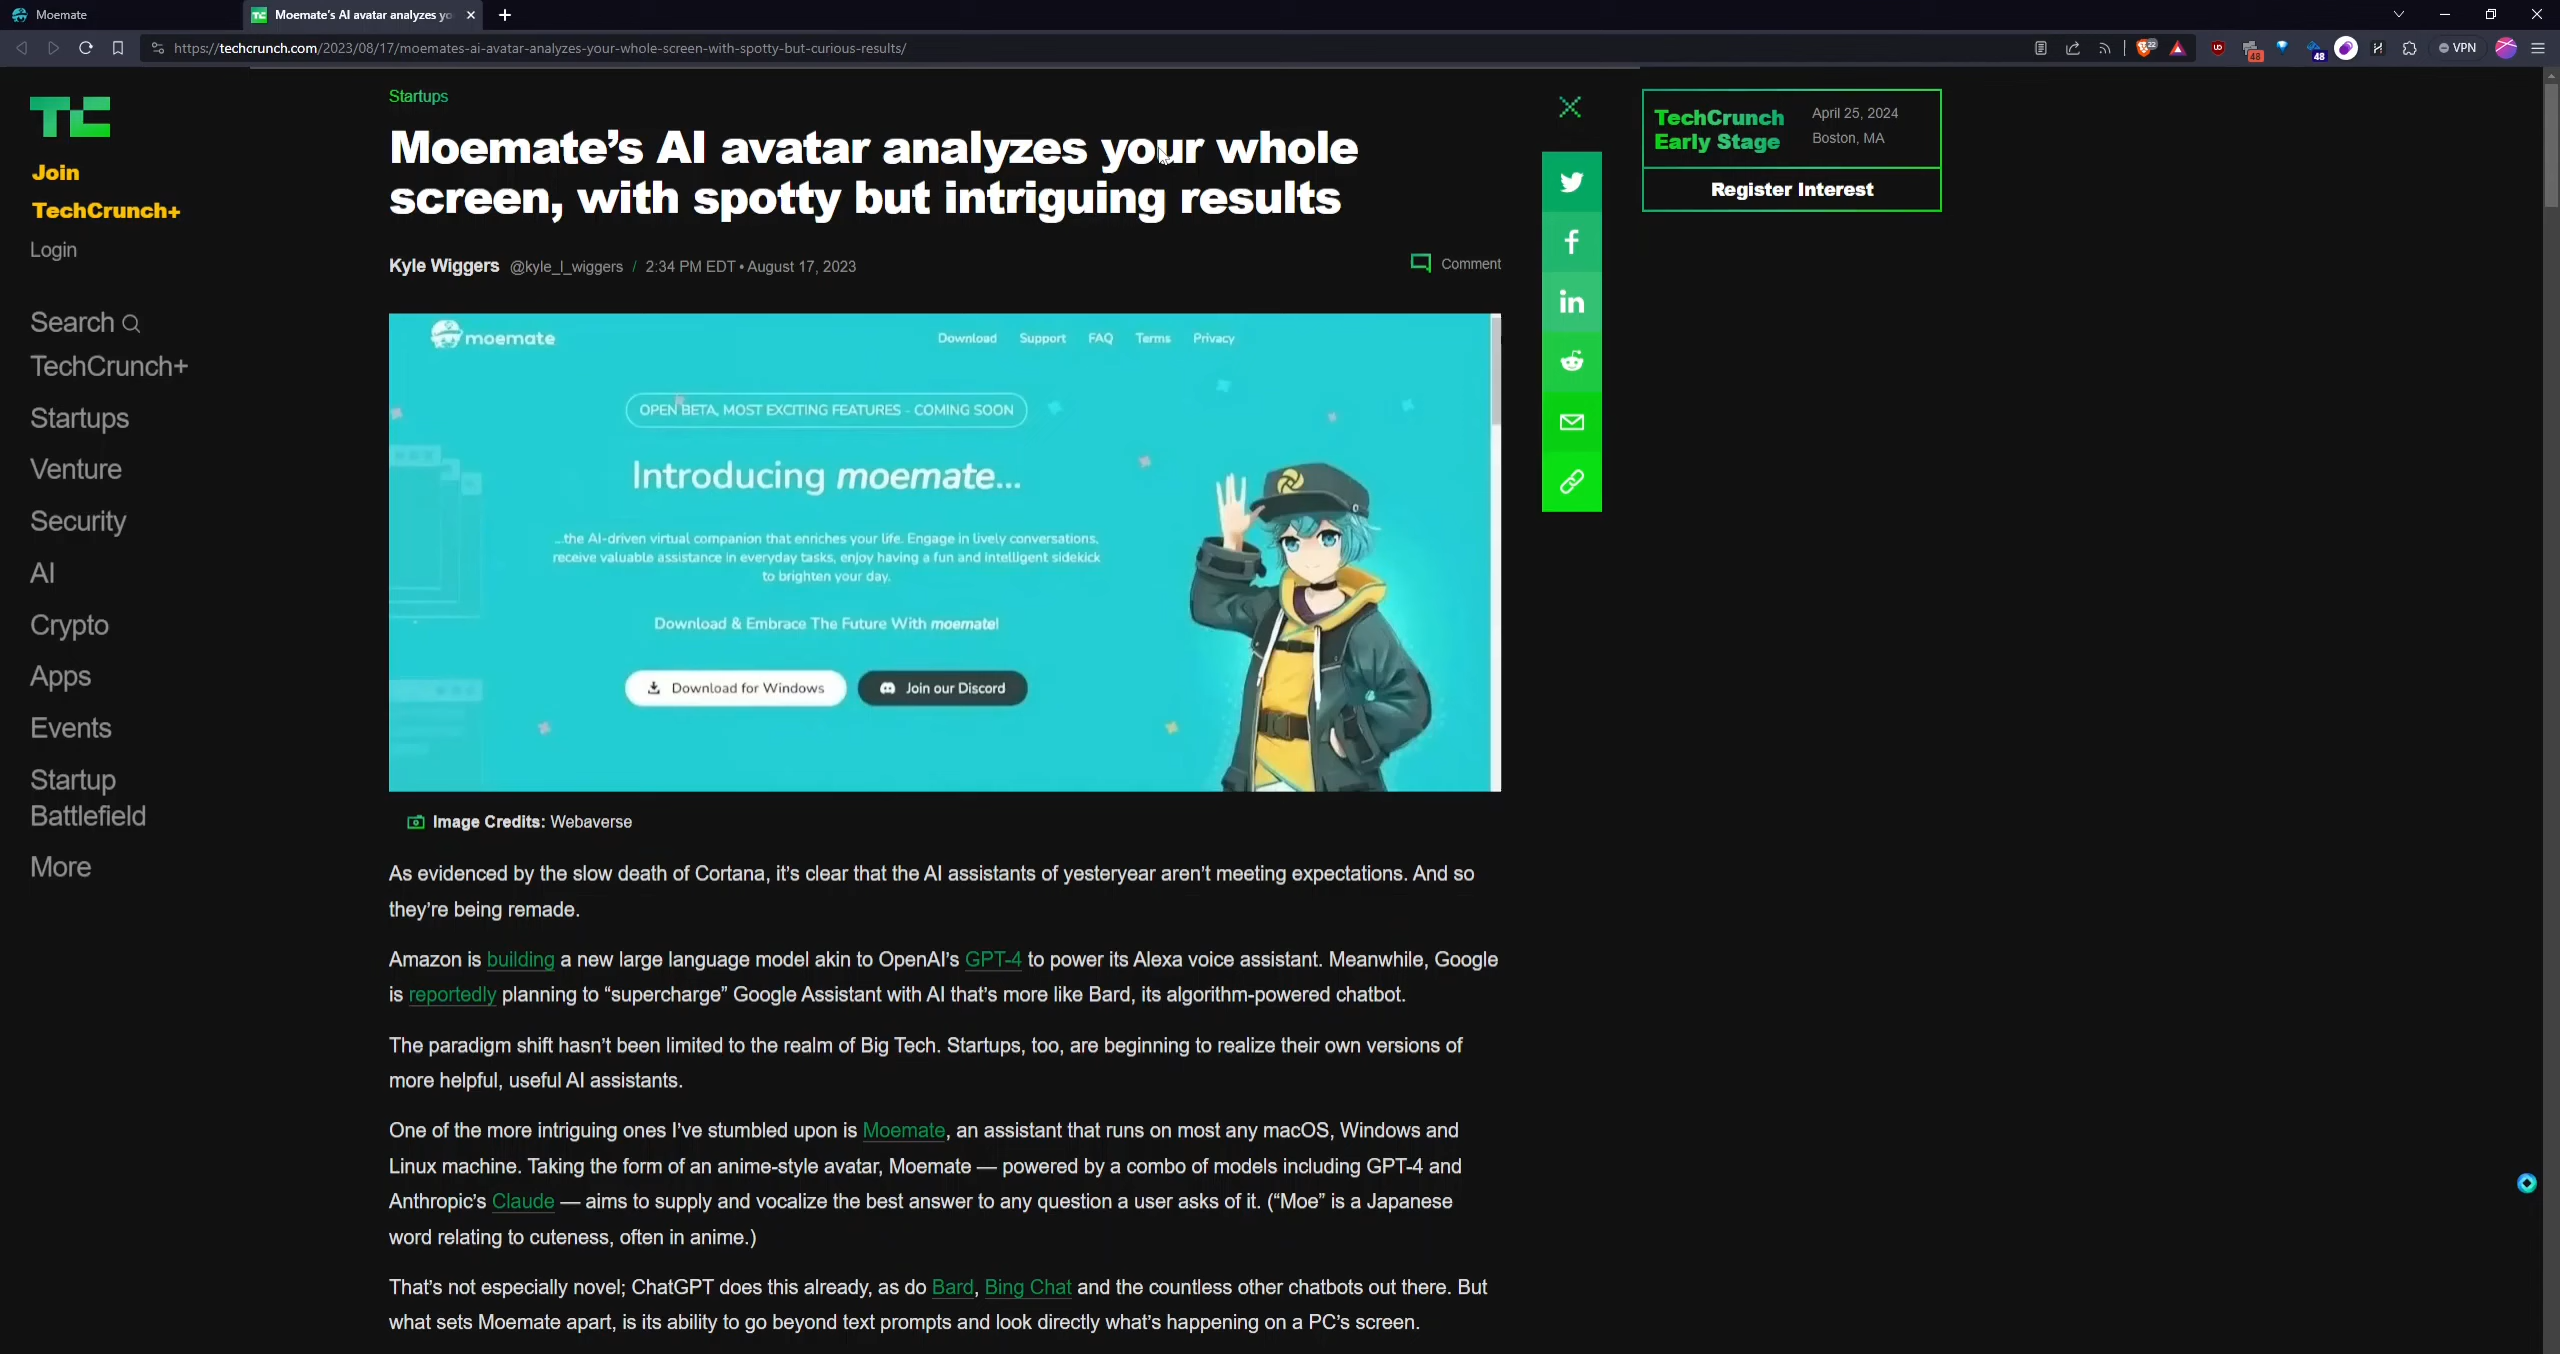 Moemate
Moemate's AI avatar analyzes yo
https://techcrunch.com/2023/08/17/moemates-ai-avatar-analyzes-your-whole-screen-with-spotty-but-curious-results/
22
48
48
VPN
TC
Join
TechCrunch+
Login
Search
TechCrunch+
Startups
Venture
Security
AI
Crypto
Apps
Events
Startup
Battlefield
More
Startups
Moemate’s AI avatar analyzes your whole
screen, with spotty but intriguing results
Kyle Wiggers @kyle_l_wiggers / 2:34 PM EDT • August 17, 2023
Comment
moemate
Download Support FAQ Terms Privacy
OPEN BETA, MOST EXCITING FEATURES - COMING SOON
Introducing moemate...
...the AI-driven virtual companion that enriches your life. Engage in lively conversations,
receive valuable assistance in everyday tasks, enjoy having a fun and intelligent sidekick
to brighten your day.
Download & Embrace The Future With moemate!
Download for Windows
Join our Discord
Image Credits: Webaverse
As evidenced by the slow death of Cortana, it’s clear that the AI assistants of yesteryear aren’t meeting expectations. And so
they’re being remade.
Amazon is building a new large language model akin to OpenAI’s GPT-4 to power its Alexa voice assistant. Meanwhile, Google
is reportedly planning to “supercharge” Google Assistant with AI that’s more like Bard, its algorithm-powered chatbot.
The paradigm shift hasn’t been limited to the realm of Big Tech. Startups, too, are beginning to realize their own versions of
more helpful, useful AI assistants.
One of the more intriguing ones I’ve stumbled upon is Moemate, an assistant that runs on most any macOS, Windows and
Linux machine. Taking the form of an anime-style avatar, Moemate — powered by a combo of models including GPT-4 and
Anthropic’s Claude — aims to supply and vocalize the best answer to any question a user asks of it. (“Moe” is a Japanese
word relating to cuteness, often in anime.)
That’s not especially novel; ChatGPT does this already, as do Bard, Bing Chat and the countless other chatbots out there. But
what sets Moemate apart, is its ability to go beyond text prompts and look directly what’s happening on a PC’s screen.
TechCrunch
Early Stage
April 25, 2024
Boston, MA
Register Interest